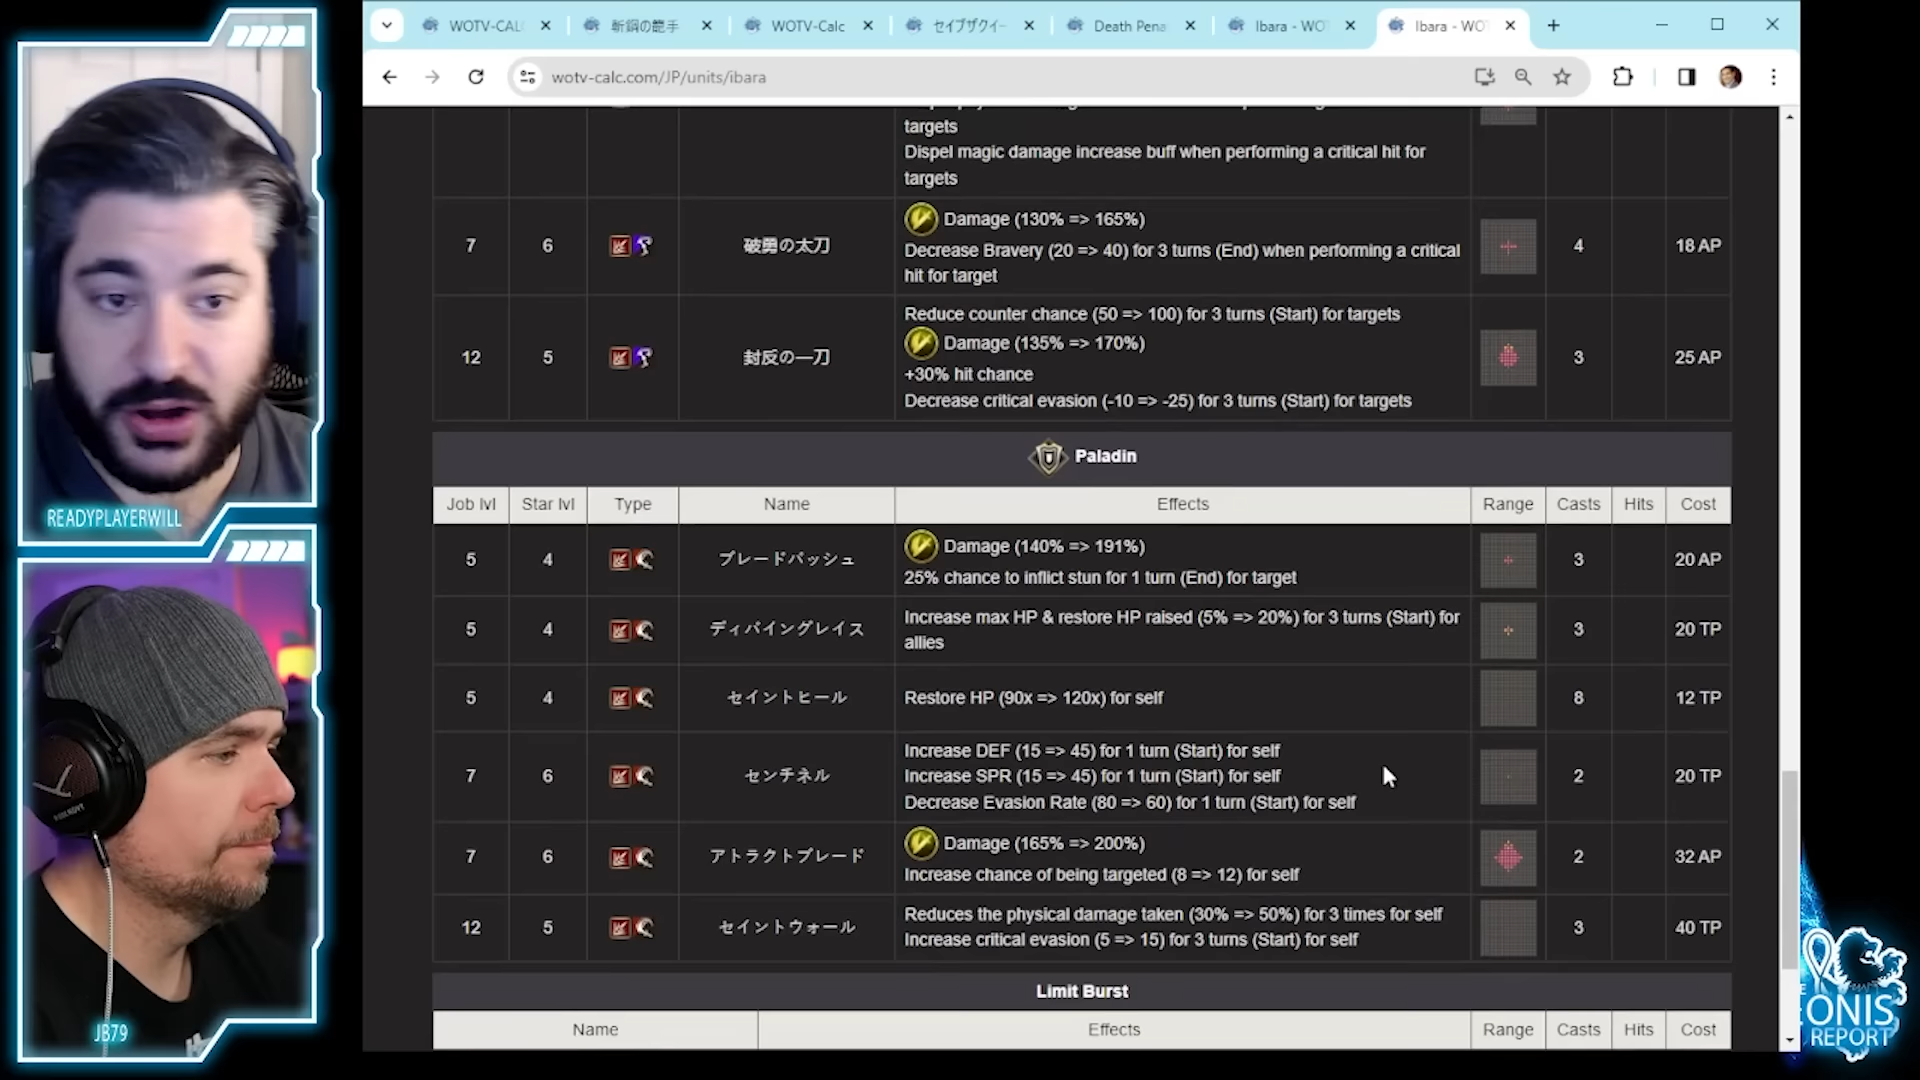 WOTV-CAL
斬鋼の籠手
WOTV-Calc
セイブザクイー
Death Pena
Ibara - WO
Ibara - WO
wotv-calc.com/JP/units/ibara
targets
Dispel magic damage increase buff when performing a critical hit for
targets
7 6 破勇の太刀 Damage (130% => 165%)
Decrease Bravery (20 => 40) for 3 turns (End) when performing a critical
hit for target
4 18 AP
12 5 封反の一刀 Reduce counter chance (50 => 100) for 3 turns (Start) for targets
Damage (135% => 170%)
+30% hit chance
Decrease critical evasion (-10 => -25) for 3 turns (Start) for targets
3 25 AP
Paladin
Job lvl Star lvl Type Name Effects Range Casts Hits Cost
5 4 ブレードバッシュ Damage (140% => 191%)
25% chance to inflict stun for 1 turn (End) for target
3 20 AP
5 4 ディバイングレイス Increase max HP & restore HP raised (5% => 20%) for 3 turns (Start) for
allies
3 20 TP
5 4 セイントヒール Restore HP (90x => 120x) for self 8 12 TP
7 6 センチネル Increase DEF (15 => 45) for 1 turn (Start) for self
Increase SPR (15 => 45) for 1 turn (Start) for self
Decrease Evasion Rate (80 => 60) for 1 turn (Start) for self
2 20 TP
7 6 アトラクトブレード Damage (165% => 200%)
Increase chance of being targeted (8 => 12) for self
2 32 AP
12 5 セイントウォール Reduces the physical damage taken (30% => 50%) for 3 times for self
Increase critical evasion (5 => 15) for 3 turns (Start) for self
3 40 TP
Limit Burst
Name Effects Range Casts Hits Cost
READYPLAYERWILL
JB79
ONIS
REPORT